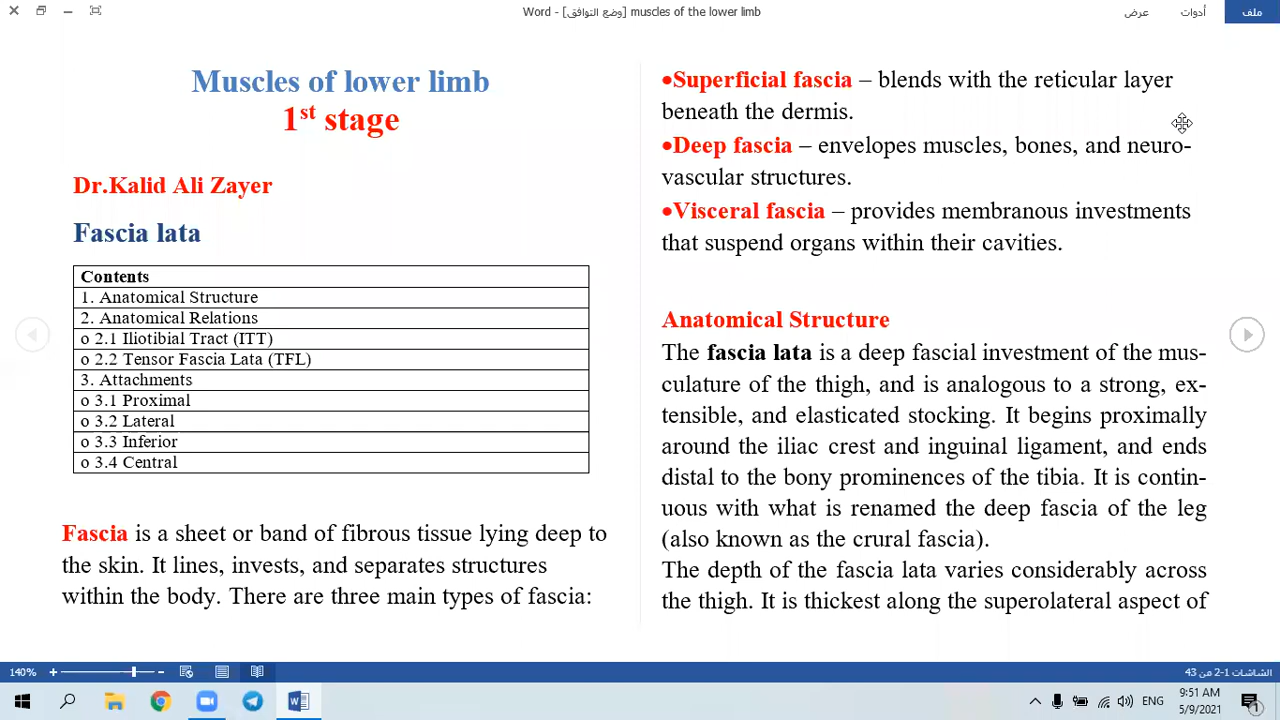 muscles of the lower limb [وضع التوافق] - Word
ملف
أدوات
عرض
Muscles of lower limb
1st stage
Dr.Kalid Ali Zayer
Fascia lata
Contents
1. Anatomical Structure
2. Anatomical Relations
o 2.1 Iliotibial Tract (ITT)
o 2.2 Tensor Fascia Lata (TFL)
3. Attachments
o 3.1 Proximal
o 3.2 Lateral
o 3.3 Inferior
o 3.4 Central
Fascia is a sheet or band of fibrous tissue lying deep to
the skin. It lines, invests, and separates structures
within the body. There are three main types of fascia:
•Superficial fascia – blends with the reticular layer
beneath the dermis.
•Deep fascia – envelopes muscles, bones, and neuro-
vascular structures.
•Visceral fascia – provides membranous investments
that suspend organs within their cavities.
Anatomical Structure
The fascia lata is a deep fascial investment of the mus-
culature of the thigh, and is analogous to a strong, ex-
tensible, and elasticated stocking. It begins proximally
around the iliac crest and inguinal ligament, and ends
distal to the bony prominences of the tibia. It is contin-
uous with what is renamed the deep fascia of the leg
(also known as the crural fascia).
The depth of the fascia lata varies considerably across
the thigh. It is thickest along the superolateral aspect of
140%
الشاشات 1-2 من 43
ENG
9:51 AM
5/9/2021
1